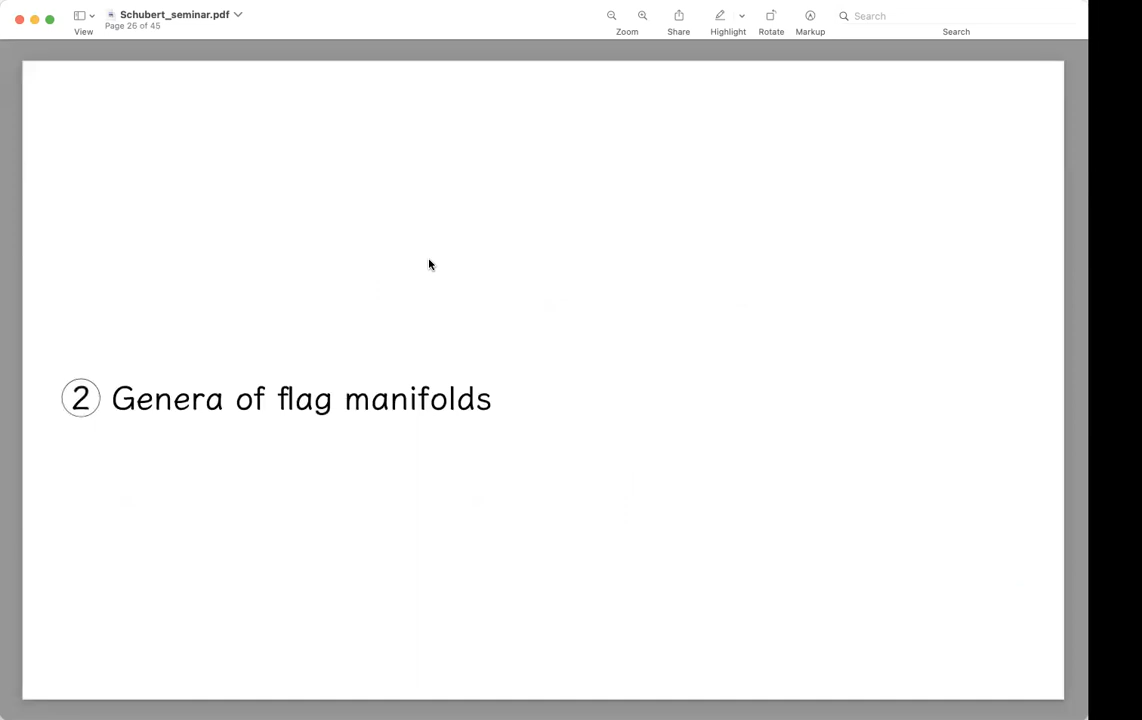 Schubert_seminar.pdf
Page 26 of 45
View
Zoom
Share
Highlight
Rotate
Markup
Search
Search
2 Genera of flag manifolds